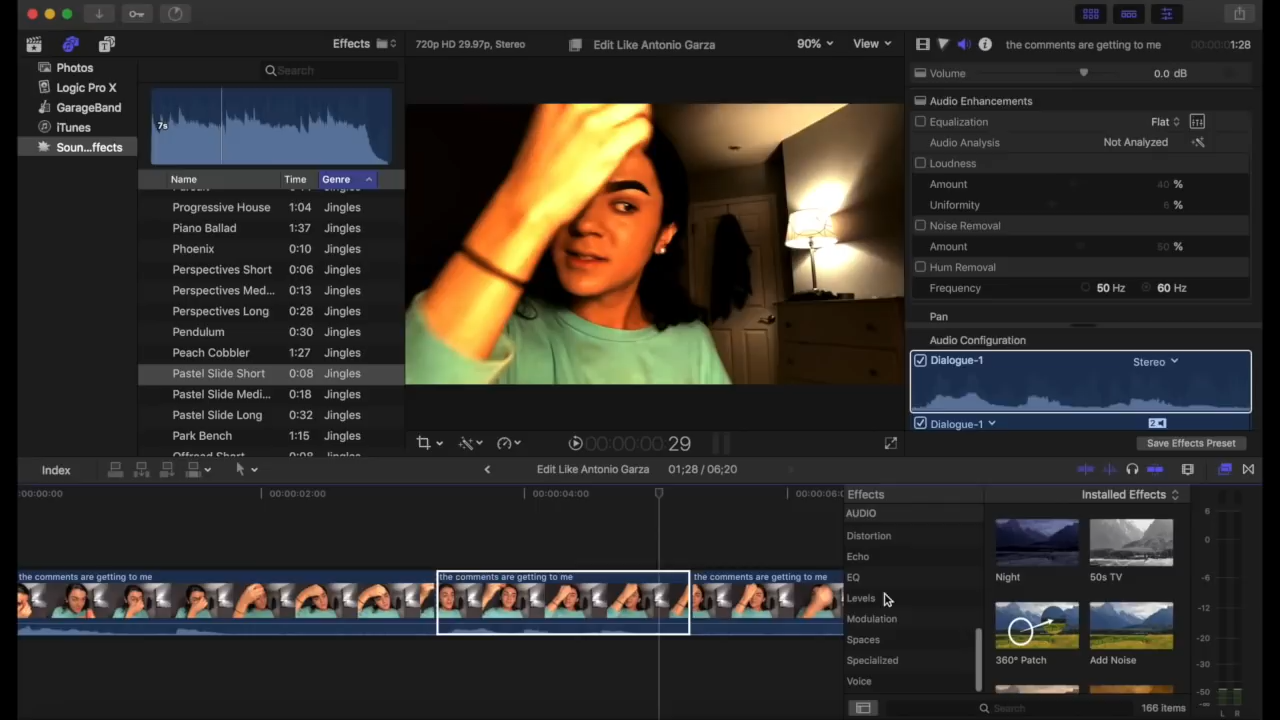 Effects
720p HD 29.97p, Stereo
Edit Like Antonio Garza
90%
View
the comments are getting to me
1:28
Photos
Logic Pro X
GarageBand
iTunes
Soun...ffects
Search
7s
Name Time Genre
Progressive House 1:04 Jingles
Piano Ballad 1:37 Jingles
Phoenix 0:10 Jingles
Perspectives Short 0:06 Jingles
Perspectives Med... 0:13 Jingles
Perspectives Long 0:28 Jingles
Pendulum 0:30 Jingles
Peach Cobbler 1:27 Jingles
Pastel Slide Short 0:08 Jingles
Pastel Slide Medi... 0:18 Jingles
Pastel Slide Long 0:32 Jingles
Park Bench 1:15 Jingles
00:00:00:00 29
Volume 0.0 dB
Audio Enhancements
Equalization Flat
Audio Analysis Not Analyzed
Loudness
Amount 40 %
Uniformity 6 %
Noise Removal
Amount 50 %
Hum Removal
Frequency 50 Hz 60 Hz
Pan
Audio Configuration
Dialogue-1 Stereo
Dialogue-1
Save Effects Preset
Index
Edit Like Antonio Garza 01;28 / 06;20
:00:00:00
00:00:02:00
00:00:04:00
00:00:06:0
the comments are getting to me
the comments are getting to me
the comments are getting to me
Effects
Installed Effects
AUDIO
Distortion
Echo
EQ
Levels
Modulation
Spaces
Specialized
Voice
Night
50s TV
360° Patch
Add Noise
Search
166 items
6
0
-6
-12
-20
-30
-50
-∞
L R